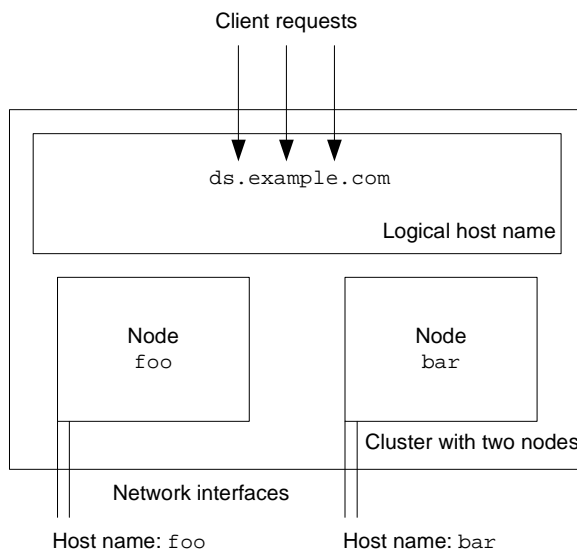 Client requests
ds.example.com
Logical host name
Node
foo
Node
bar
Cluster with two nodes
Network interfaces
Host name: foo
Host name: bar